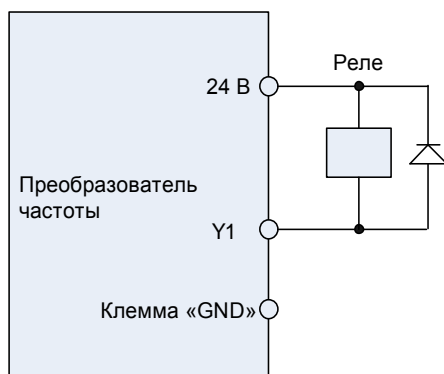 Реле
24 В
Преобразователь
частоты
Y1
Клемма «GND»